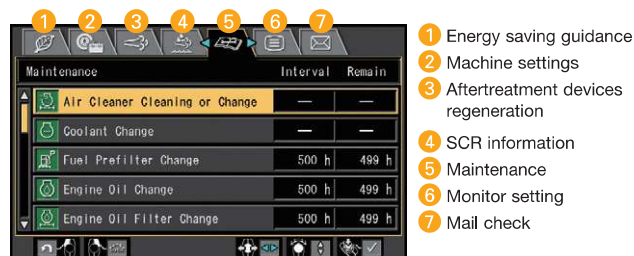 1 2 3 4 5 6 7
Maintenance Interval Remain
Air Cleaner Cleaning or Change — —
Coolant Change — —
Fuel Prefilter Change 500 h 499 h
Engine Oil Change 500 h 499 h
Engine Oil Filter Change 500 h 499 h
1 Energy saving guidance
2 Machine settings
3 Aftertreatment devices
regeneration
4 SCR information
5 Maintenance
6 Monitor setting
7 Mail check